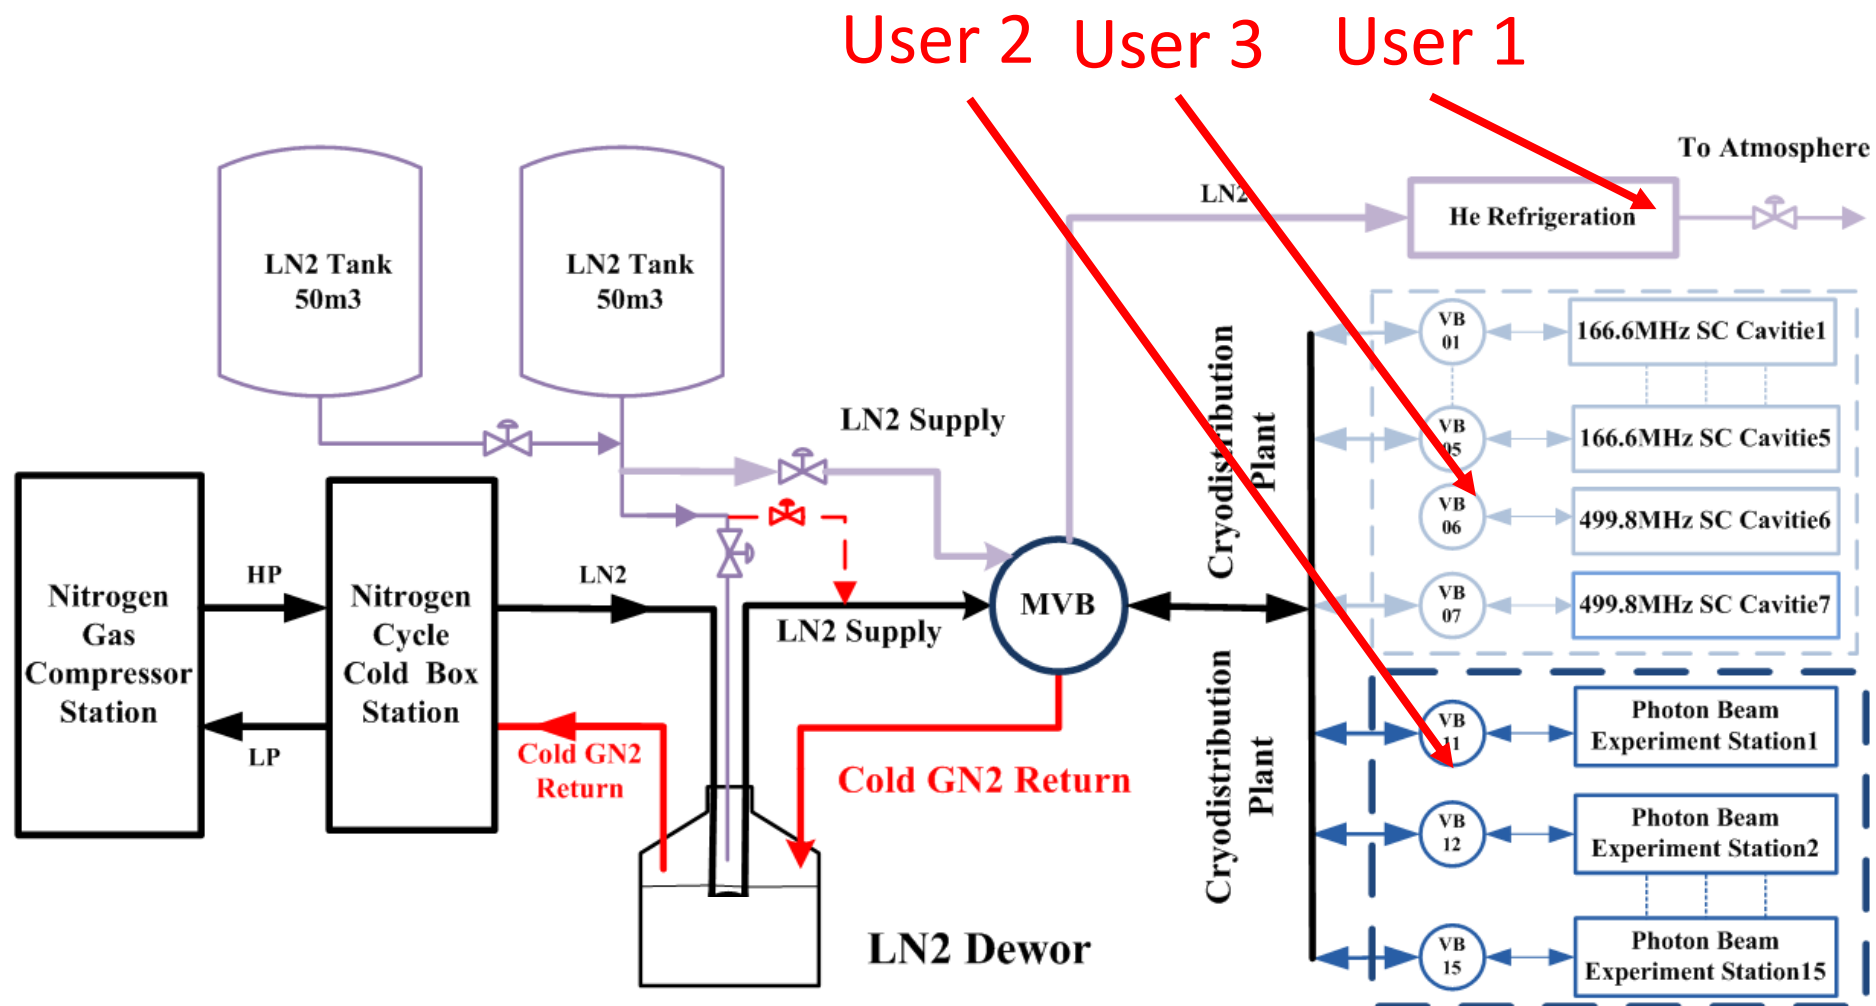 User 2
User 3
User 1
To Atmosphere
LN2
He Refrigeration
LN2 Tank
50m3
LN2 Tank
50m3
VB
01
166.6MHz SC Cavitie1
VB
05
166.6MHz SC Cavitie5
VB
06
499.8MHz SC Cavitie6
VB
07
499.8MHz SC Cavitie7
Cryodistribution
Plant
LN2 Supply
Nitrogen
Gas
Compressor
Station
HP
LP
Nitrogen
Cycle
Cold Box
Station
LN2
LN2 Supply
MVB
Cold GN2
Return
Cold GN2 Return
Cryodistribution
Plant
VB
11
Photon Beam
Experiment Station1
VB
12
Photon Beam
Experiment Station2
VB
15
Photon Beam
Experiment Station15
LN2 Dewor